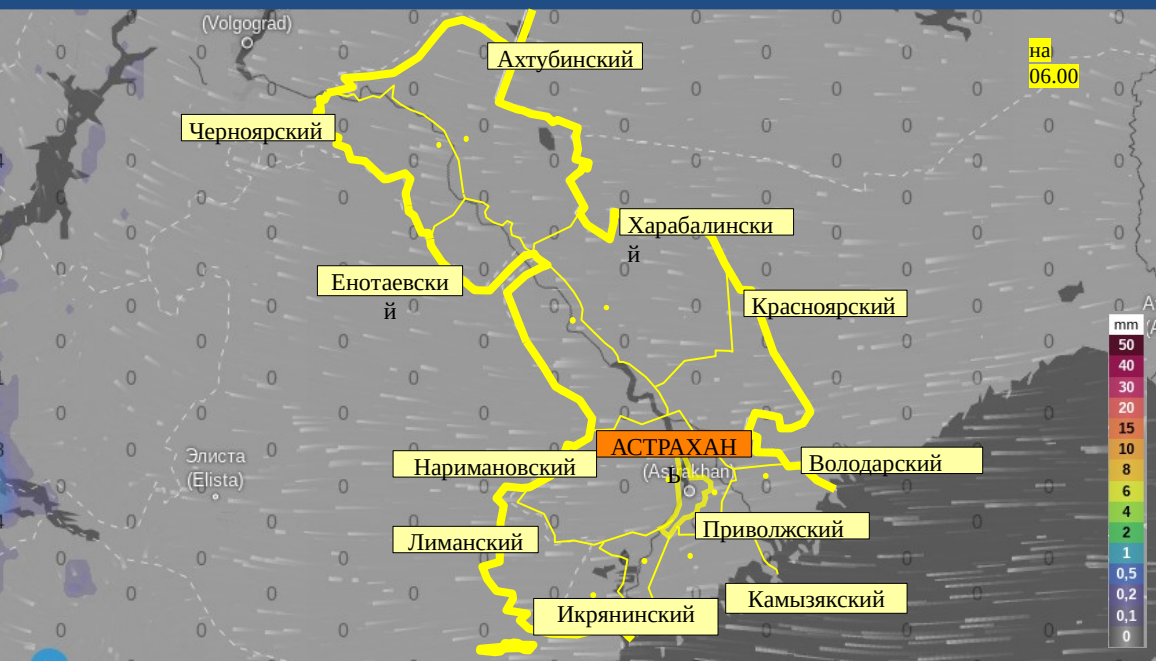 (Volgograd)
на
06.00
Ахтубинский
Черноярский
Харабалински
й
Енотаевски
й
Красноярский
mm
50
40
30
20
15
10
8
6
4
2
1
0,5
0,2
0,1
0
АСТРАХАН
Ь
(Astrakhan)
Элиста
(Elista)
Наримановский
Володарский
Лиманский
Приволжский
Икрянинский
Камызякский